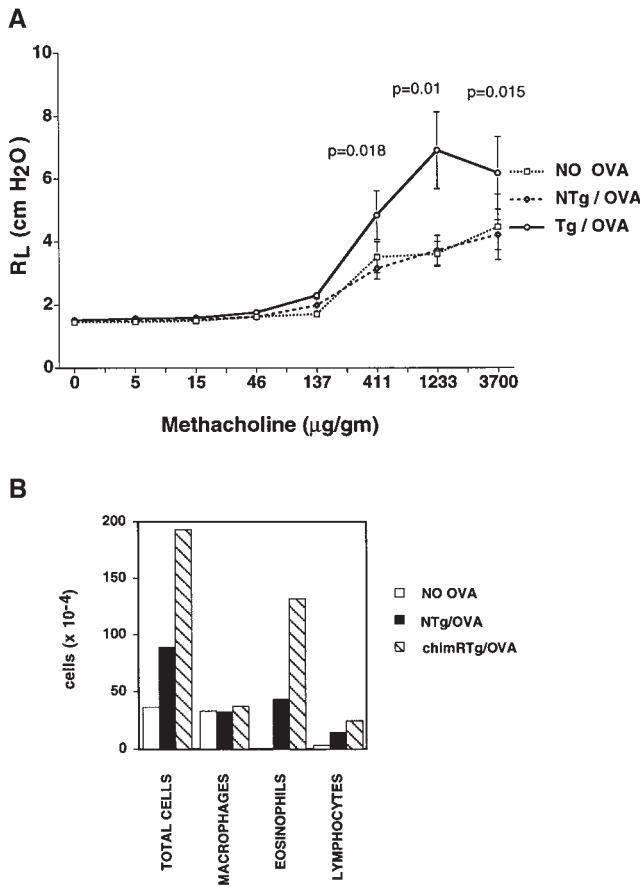 A
10
8
6
4
2
0
R_L (cm H_2O)
p=0.018
p=0.01
p=0.015
NO OVA
NTg / OVA
Tg / OVA
0 5 15 46 137 411 1233 3700
Methacholine (μg/gm)
B
200
150
100
50
0
cells (x 10-4)
NO OVA
NTg/OVA
chimRTg/OVA
TOTAL CELLS
MACROPHAGES
EOSINOPHILS
LYMPHOCYTES